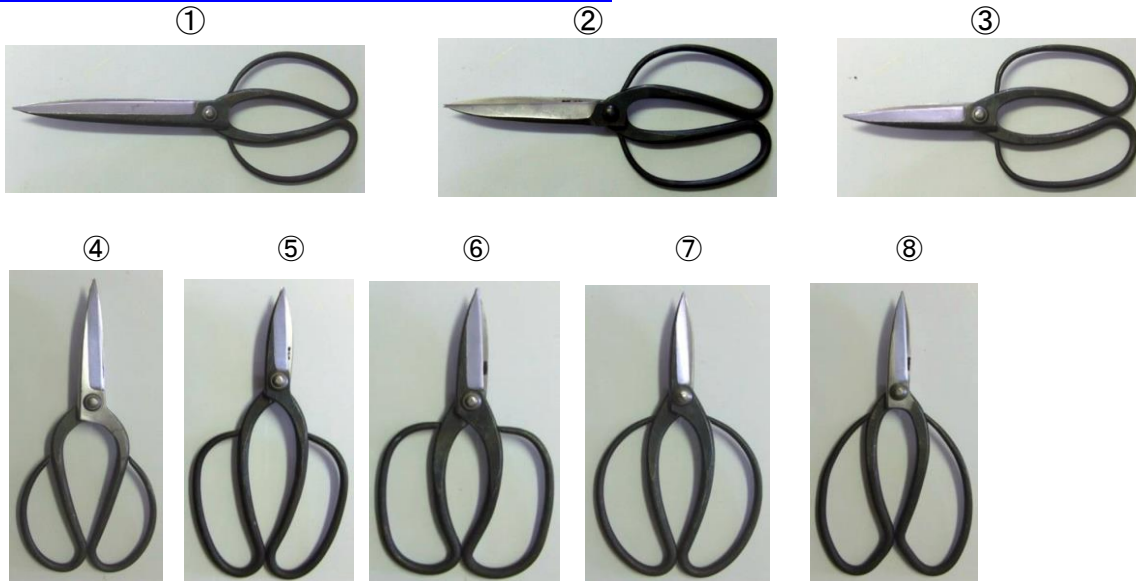 ① ② ③
④ ⑤ ⑥ ⑦ ⑧